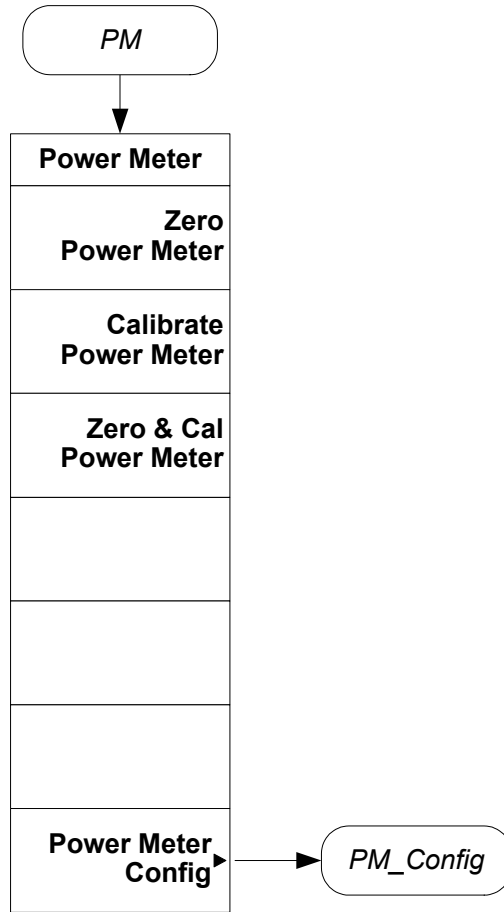 PM
Power Meter
Zero
Power Meter
Calibrate
Power Meter
Zero & Cal
Power Meter
Power Meter
Config
PM_Config